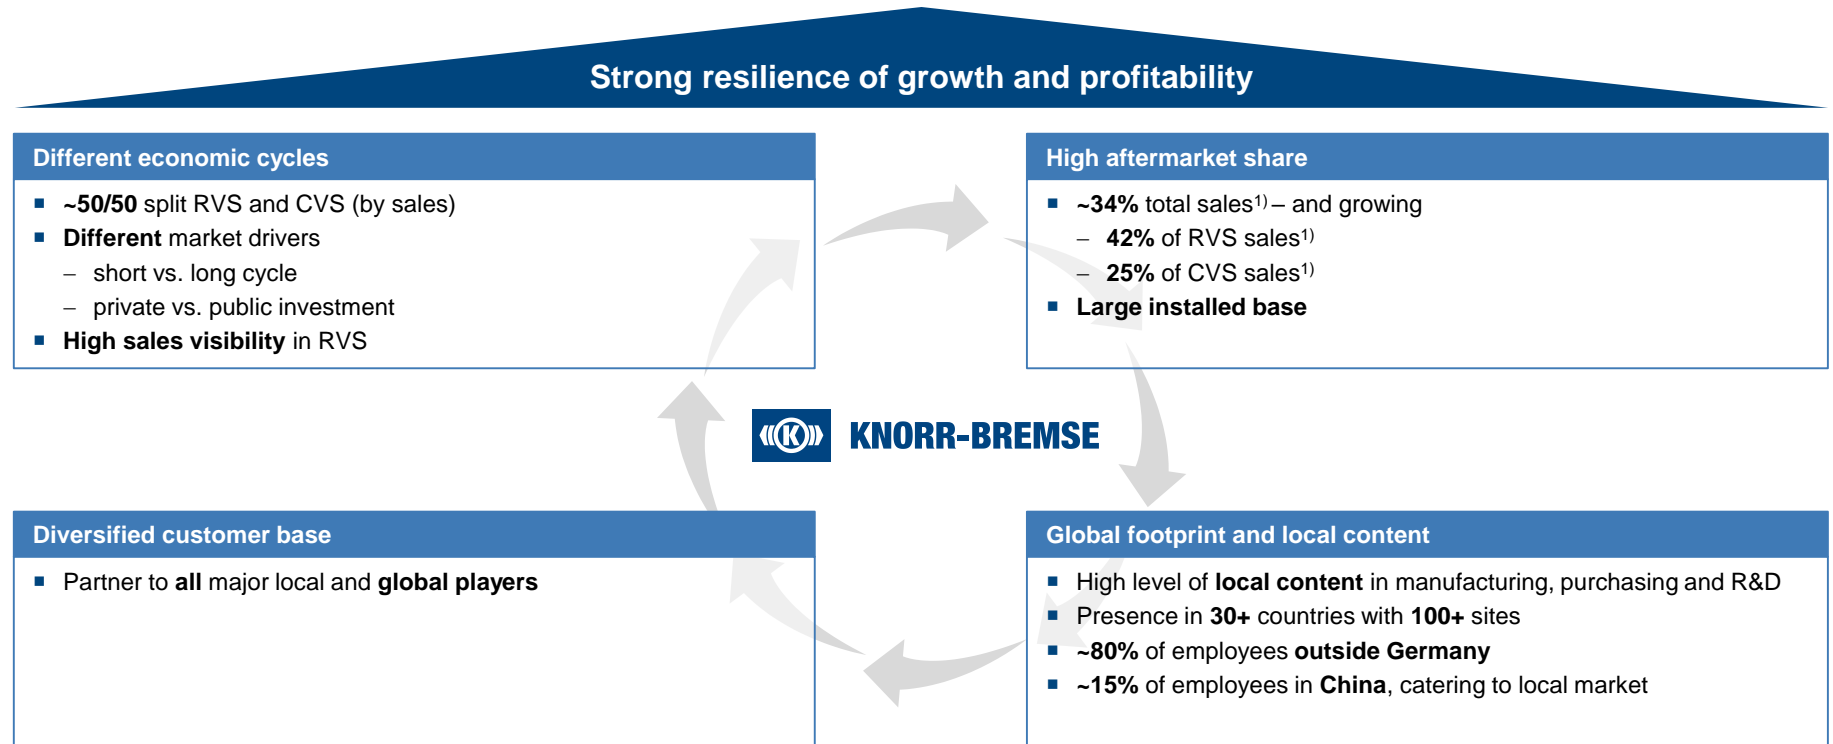 Strong resilience of growth and profitability
Different economic cycles
▪ ~50/50 split RVS and CVS (by sales)
▪ Different market drivers
– short vs. long cycle
– private vs. public investment
▪ High sales visibility in RVS
High aftermarket share
▪ ~34% total sales¹⁾ – and growing
– 42% of RVS sales¹⁾
– 25% of CVS sales¹⁾
▪ Large installed base
K KNORR-BREMSE
Diversified customer base
▪ Partner to all major local and global players
Global footprint and local content
▪ High level of local content in manufacturing, purchasing and R&D
▪ Presence in 30+ countries with 100+ sites
▪ ~80% of employees outside Germany
▪ ~15% of employees in China, catering to local market